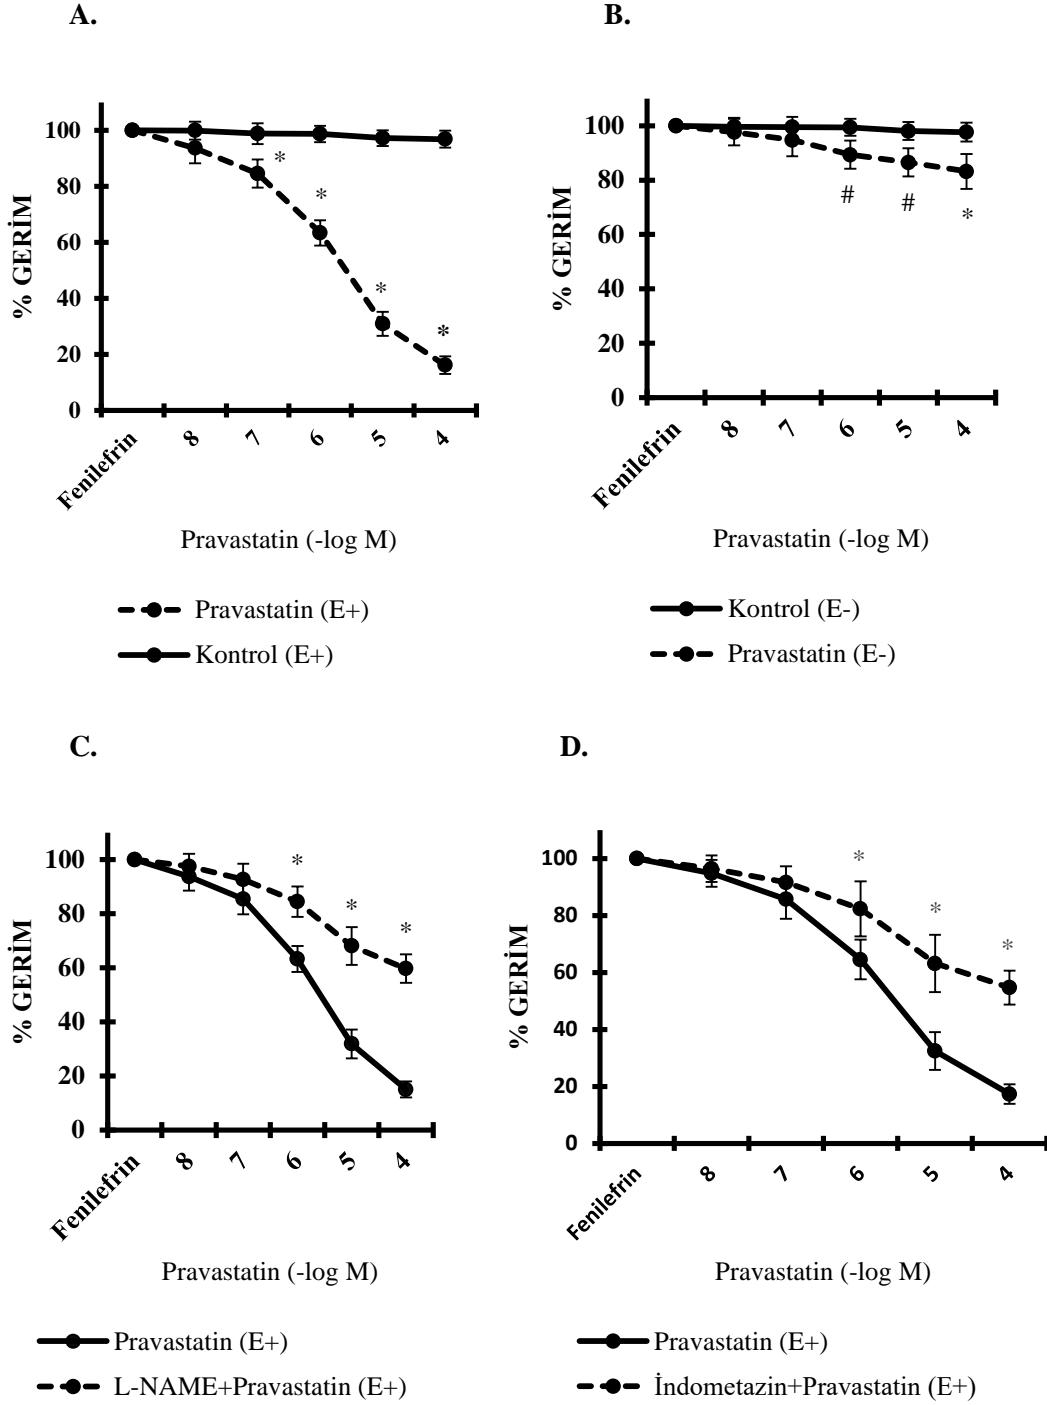 A.
% GERİM
100
80
60
40
20
0
*
*
*
*
Fenilefrin 8 7 6 5 4
Pravastatin (-log M)
Pravastatin (E+)
Kontrol (E+)
B.
% GERİM
100
80
60
40
20
0
#
#
*
Fenilefrin 8 7 6 5 4
Pravastatin (-log M)
Kontrol (E-)
Pravastatin (E-)
C.
% GERİM
100
80
60
40
20
0
*
*
*
Fenilefrin 8 7 6 5 4
Pravastatin (-log M)
Pravastatin (E+)
L-NAME+Pravastatin (E+)
D.
% GERİM
100
80
60
40
20
0
*
*
*
Fenilefrin 8 7 6 5 4
Pravastatin (-log M)
Pravastatin (E+)
İndometazin+Pravastatin (E+)